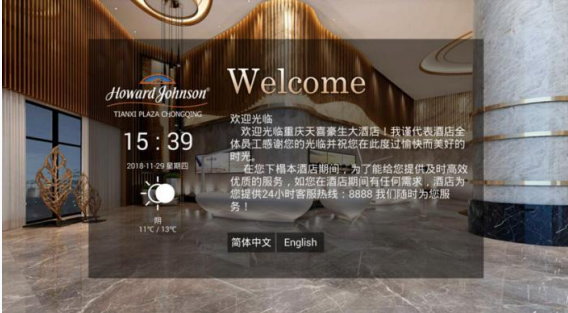 Howard Johnson®
TIANXI PLAZA CHONGQING
15 : 39
2018-11-29 星期四
阴
11℃ / 13℃
Welcome
欢迎光临
欢迎光临重庆天喜豪生大酒店！我谨代表酒店全
体员工感谢您的光临并祝您在此度过愉快而美好的
时光。
在您下榻本酒店期间，为了能给您提供及时高效
优质的服务，如您在酒店期间有任何需求，酒店为
您提供24小时客服热线：8888 我们随时为您服
务！
简体中文
English